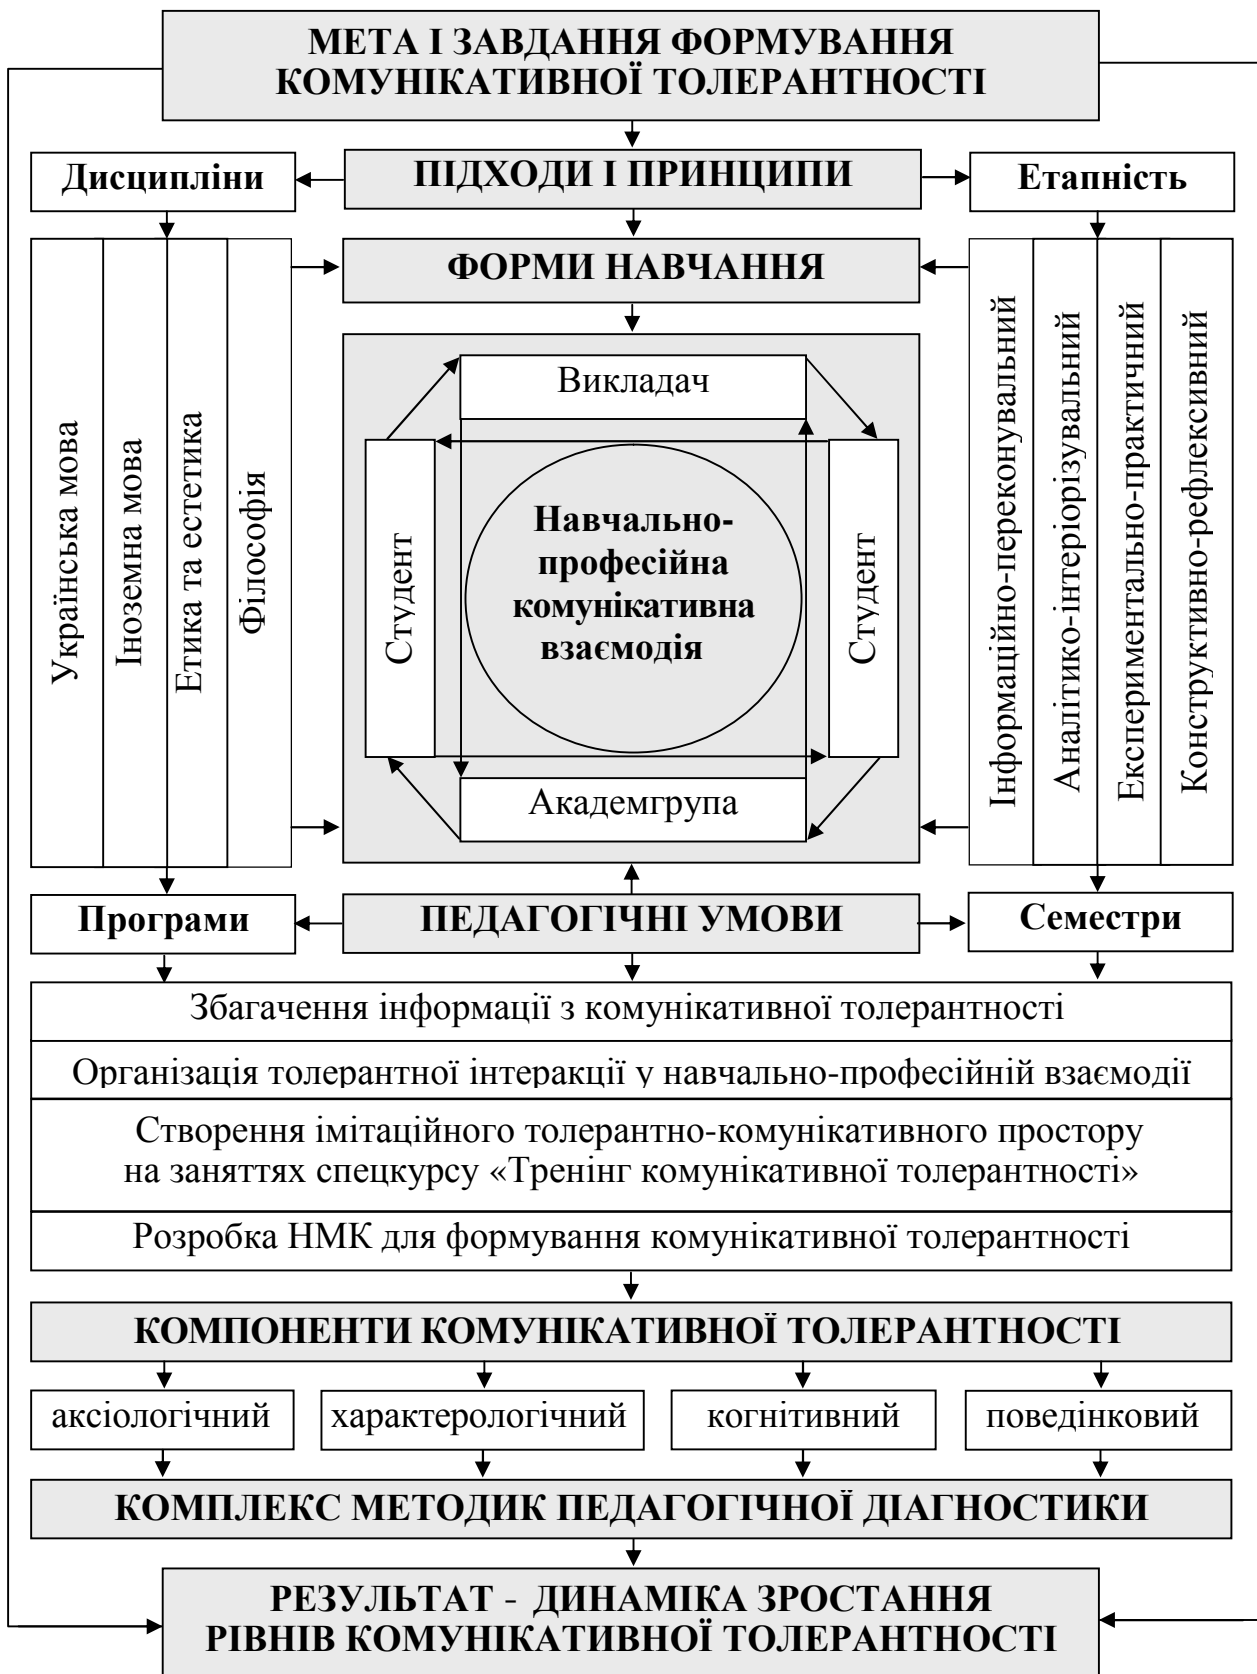 МЕТА І ЗАВДАННЯ ФОРМУВАННЯ
КОМУНІКАТИВНОЇ ТОЛЕРАНТНОСТІ
Дисципліни
ПІДХОДИ І ПРИНЦИПИ
Етапність
ФОРМИ НАВЧАННЯ
Українська мова
Іноземна мова
Етика та естетика
Філософія
Викладач
Студент
Навчально-
професійна
комунікативна
взаємодія
Студент
Академгрупа
Інформаційно-переконувальний
Аналітико-інтеріорізувальний
Експериментально-практичний
Конструктивно-рефлексивний
Програми
ПЕДАГОГІЧНІ УМОВИ
Семестри
Збагачення інформації з комунікативної толерантності
Організація толерантної інтеракції у навчально-професійній взаємодії
Створення імітаційного толерантно-комунікативного простору
на заняттях спецкурсу «Тренінг комунікативної толерантності»
Розробка НМК для формування комунікативної толерантності
КОМПОНЕНТИ КОМУНІКАТИВНОЇ ТОЛЕРАНТНОСТІ
аксіологічний
характерологічний
когнітивний
поведінковий
КОМПЛЕКС МЕТОДИК ПЕДАГОГІЧНОЇ ДІАГНОСТИКИ
РЕЗУЛЬТАТ - ДИНАМІКА ЗРОСТАННЯ
РІВНІВ КОМУНІКАТИВНОЇ ТОЛЕРАНТНОСТІ